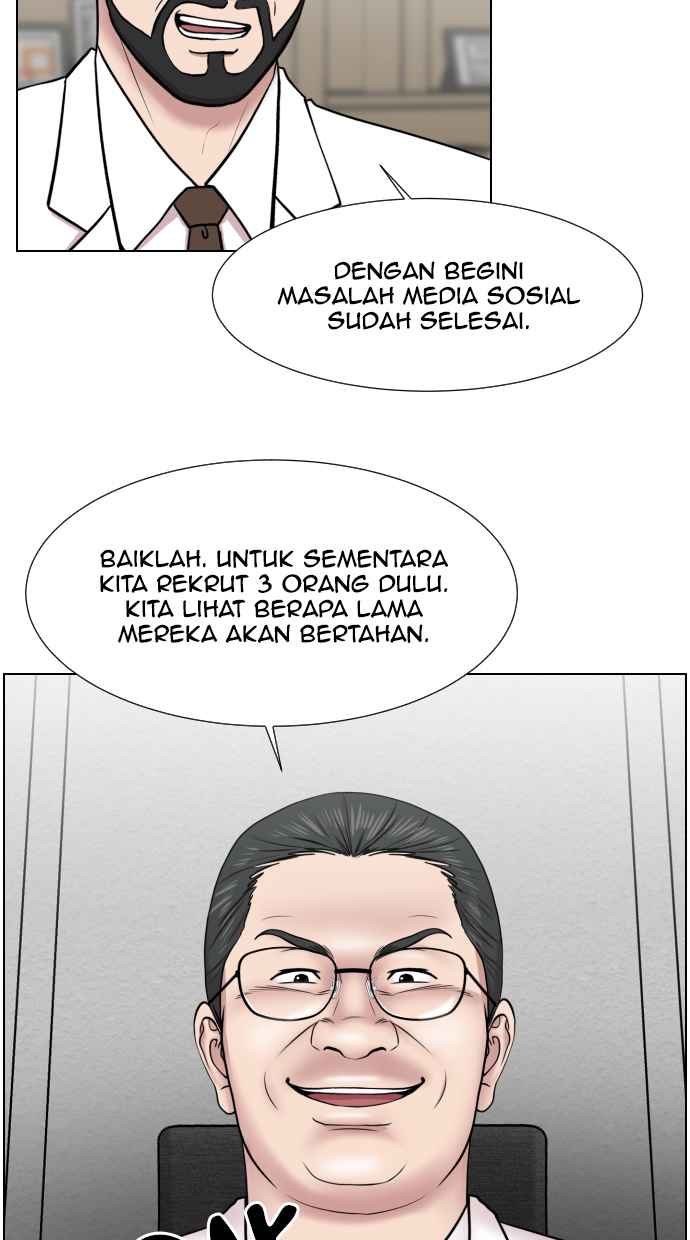 DENGAN BEGINI
MASALAH MEDIA SOSIAL
SUDAH SELESAI.
BAIKLAH. UNTUK SEMENTARA
KITA REKRUT 3 ORANG DULU.
KITA LIHAT BERAPA LAMA
MEREKA AKAN BERTAHAN.